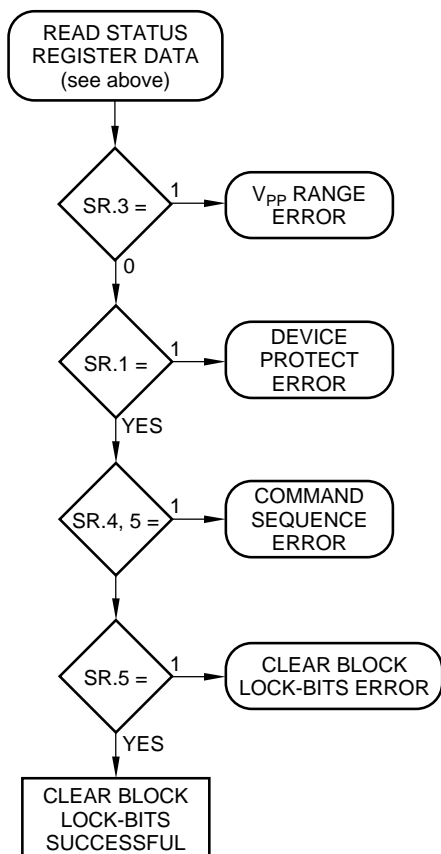 READ STATUS
REGISTER DATA
(see above)
SR.3 =
1
V_PP RANGE
ERROR
0
SR.1 =
1
DEVICE
PROTECT
ERROR
YES
SR.4, 5 =
1
COMMAND
SEQUENCE
ERROR
SR.5 =
1
CLEAR BLOCK
LOCK-BITS ERROR
YES
CLEAR BLOCK
LOCK-BITS
SUCCESSFUL